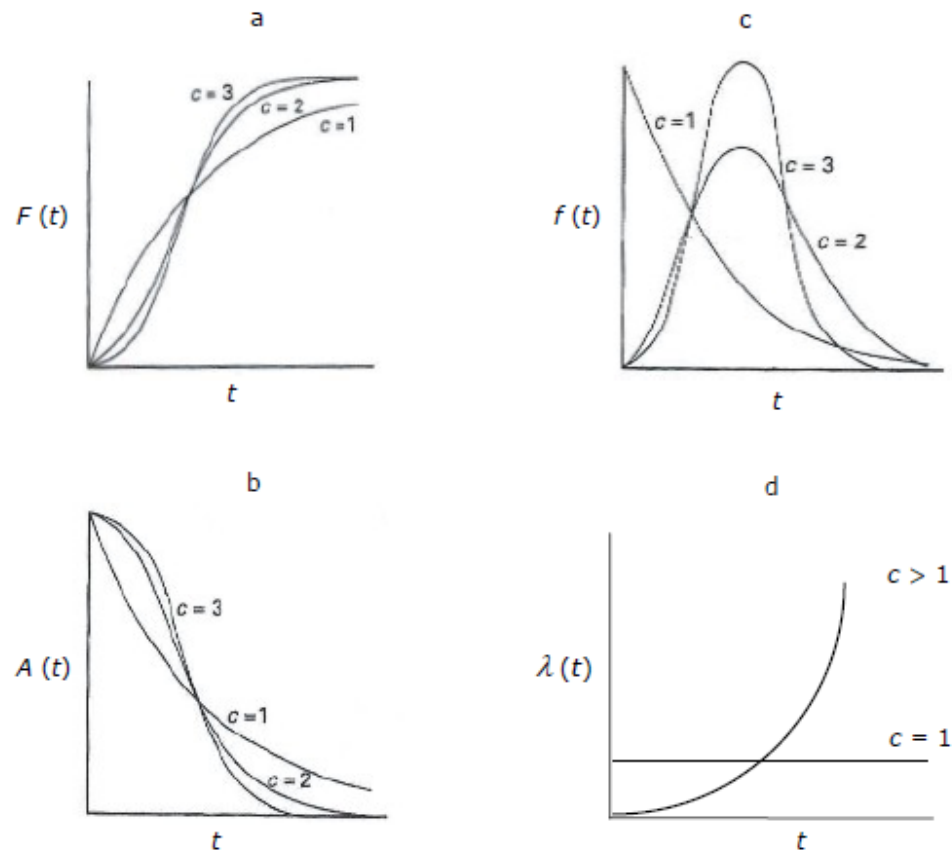 a
c = 3
c = 2
c = 1
F (t)
t
c
c = 1
c = 3
c = 2
f (t)
t
b
c = 3
c = 1
c = 2
A (t)
t
d
c > 1
c = 1
λ (t)
t